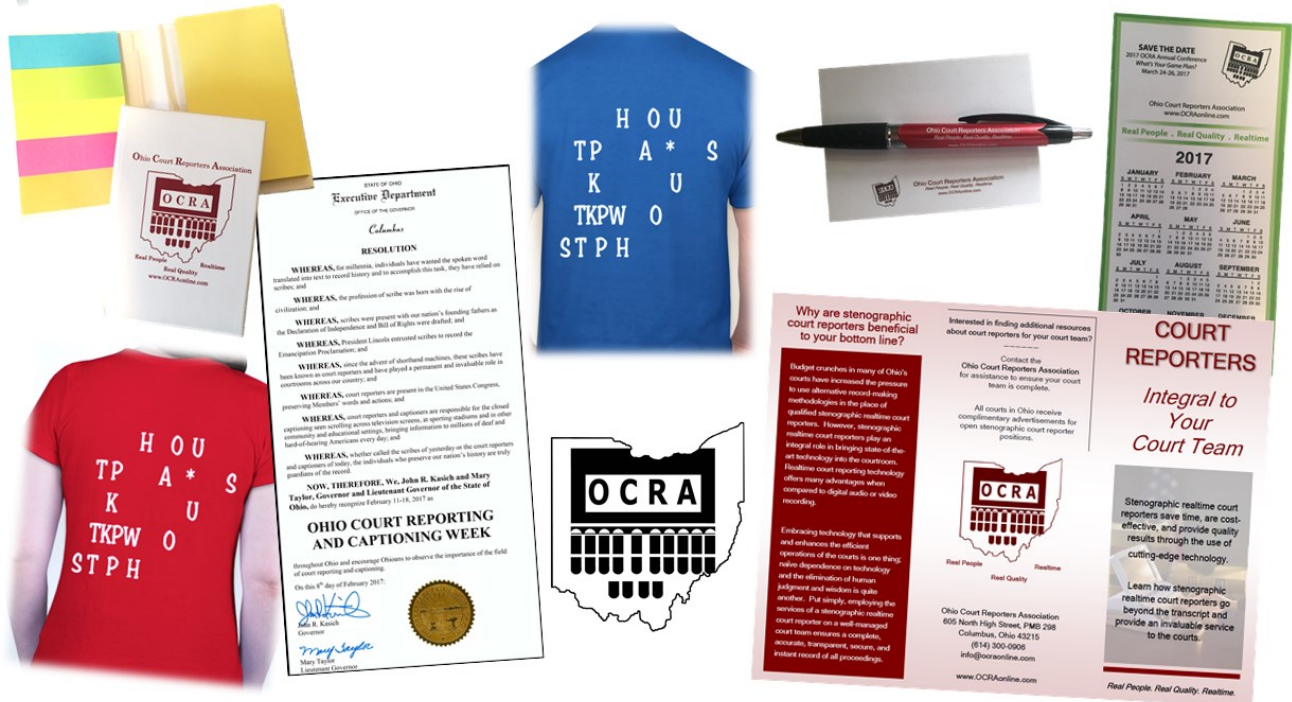 Ohio Court Reporters Association
OCRA
Real People
Realtime
Real Quality
www.OCRAonline.com
STATE OF OHIO
Executive Department
OFFICE OF THE GOVERNOR
Columbus
RESOLUTION
WHEREAS, for millennia, individuals have wanted the spoken word
translated into text to record history and to accomplish this task, they have relied on
scribes; and
WHEREAS, the profession of scribe was born with the rise of
civilization; and
WHEREAS, scribes were present with our nation's founding fathers as
the Declaration of Independence and Bill of Rights were drafted; and
WHEREAS, President Lincoln entrusted scribes to record the
Emancipation Proclamation; and
WHEREAS, since the advent of shorthand machines, these scribes have
been known as court reporters and have played a permanent and invaluable role in
courtrooms across our country; and
WHEREAS, court reporters are present in the United States Congress,
preserving Members' words and actions; and
WHEREAS, court reporters and captioners are responsible for the closed
captioning seen scrolling across television screens, at sporting stadiums and in other
community and educational settings, bringing information to millions of deaf and
hard-of-hearing Americans every day; and
WHEREAS, whether called the scribes of yesterday or the court reporters
and captioners of today, the individuals who preserve our nation's history are truly
guardians of the record.
NOW, THEREFORE, We, John R. Kasich and Mary
Taylor, Governor and Lieutenant Governor of the State of
Ohio, do hereby recognize February 11-18, 2017 as
OHIO COURT REPORTING
AND CAPTIONING WEEK
throughout Ohio and encourage Ohioans to observe the importance of the field
of court reporting and captioning.
On this 8th day of February 2017:
John R. Kasich
Governor
Mary Taylor
Mary Taylor
Lieutenant Governor
H OU
TP A* S
K U
TKPW O
STPH
H OU
TP A* S
K U
TKPW O
STPH
OCRA
Ohio Court Reporters Association
Real People. Real Quality. Realtime.
Ohio Court Reporters Association
Real People. Real Quality. Realtime.
www.OCRAonline.com
SAVE THE DATE
2017 OCRA Annual Conference
What's Your Game Plan?
March 24-26, 2017
OCRA
Ohio Court Reporters Association
www.OCRAonline.com
Real People . Real Quality . Realtime
2017
JANUARY FEBRUARY MARCH
APRIL MAY JUNE
JULY AUGUST SEPTEMBER
OCTOBER NOVEMBER DECEMBER
Why are stenographic
court reporters beneficial
to your bottom line?
Budget crunches in many of Ohio's
courts have increased the pressure
to use alternative record-making
methodologies in the place of
qualified stenographic realtime court
reporters. However, stenographic
realtime court reporters play an
integral role in bringing state-of-the-
art technology into the courtroom.
Realtime court reporting technology
offers many advantages when
compared to digital audio or video
recording.
Embracing technology that supports
and enhances the efficient
operations of the courts is one thing;
naïve dependence on technology
and the elimination of human
judgment and wisdom is quite
another. Put simply, employing the
services of a stenographic realtime
court reporter on a well-managed
court team ensures a complete,
accurate, transparent, secure, and
instant record of all proceedings.
Interested in finding additional resources
about court reporters for your court team?
Contact the
Ohio Court Reporters Association
for assistance to ensure your court
team is complete.
All courts in Ohio receive
complimentary advertisements for
open stenographic court reporter
positions.
OCRA
Real People
Realtime
Real Quality
Ohio Court Reporters Association
605 North High Street, PMB 298
Columbus, Ohio 43215
(614) 300-0906
info@ocraonline.com
www.OCRAonline.com
COURT
REPORTERS
Integral to
Your
Court Team
Stenographic realtime court
reporters save time, are cost-
effective, and provide quality
results through the use of
cutting-edge technology.
Learn how stenographic
realtime court reporters go
beyond the transcript and
provide an invaluable service
to the courts.
Real People. Real Quality. Realtime.